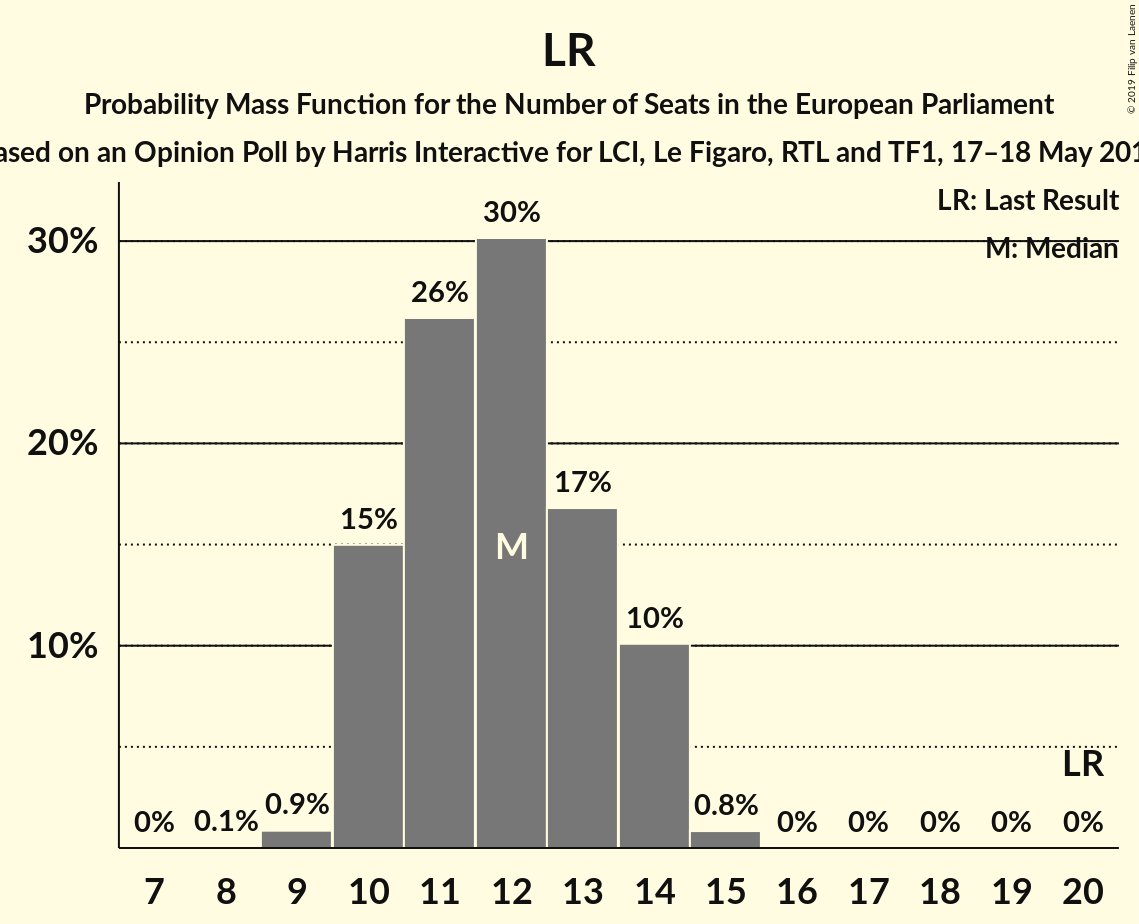 LR
Probability Mass Function for the Number of Seats in the European Parliament
ased on an Opinion Poll by Harris Interactive for LCI, Le Figaro, RTL and TF1, 17–18 May 201
© 2019 Filip van Laenen
LR: Last Result
M: Median
30%
20%
10%
0%
0.1%
0.9%
15%
26%
30%
17%
10%
0.8%
0%
0%
0%
0%
0%
M
LR
7 8 9 10 11 12 13 14 15 16 17 18 19 20